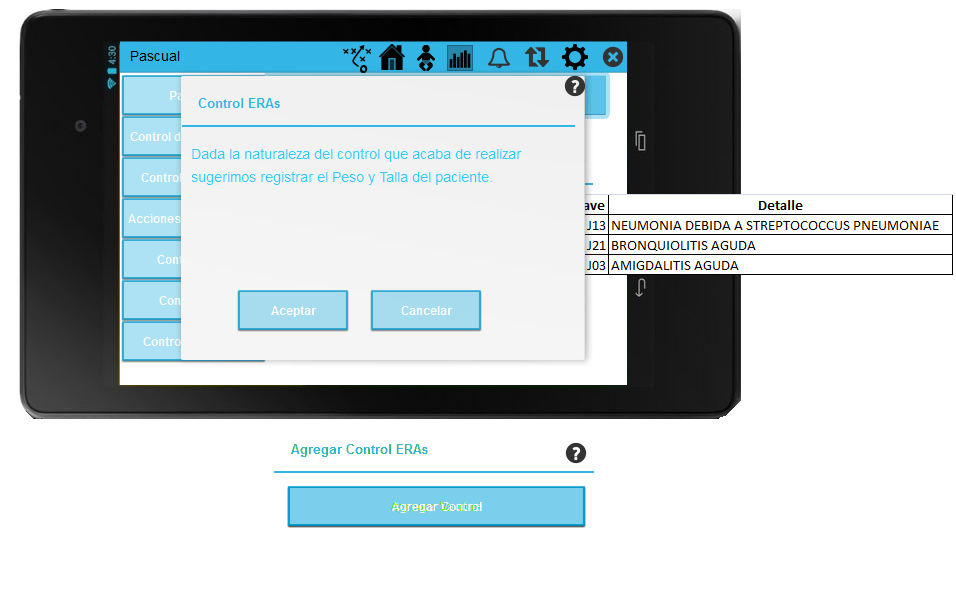 4:30
Pascual
Control ERAs
Dada la naturaleza del control que acaba de realizar
sugerimos registrar el Peso y Talla del paciente.
Aceptar
Cancelar
Pa
Control d
Contro
Acciones
Con
Con
Contro
ave Detalle
J13 NEUMONIA DEBIDA A STREPTOCOCCUS PNEUMONIAE
J21 BRONQUIOLITIS AGUDA
J03 AMIGDALITIS AGUDA
Agregar Control ERAs
Agregar Control